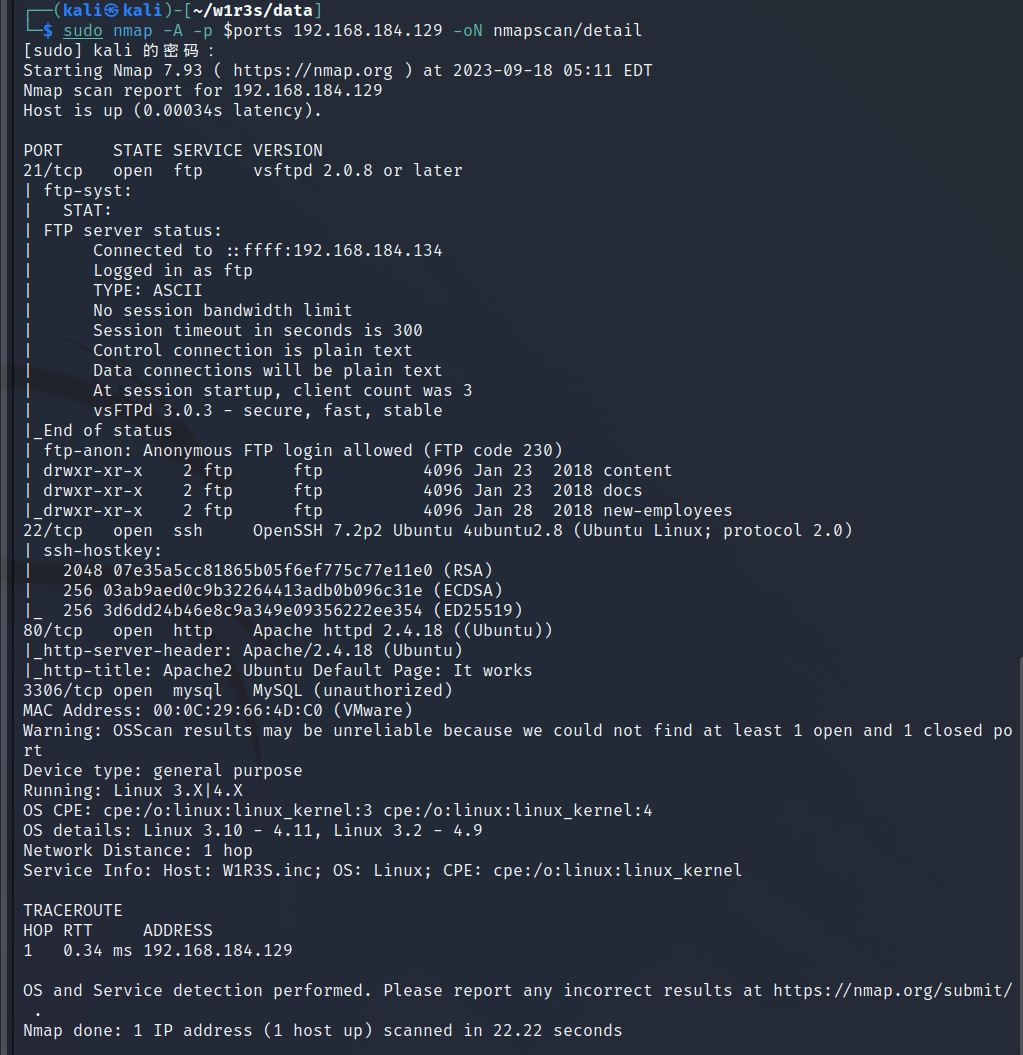 ┌──(kali㉿kali)-[~/w1r3s/data]
└─$ sudo nmap -A -p $ports 192.168.184.129 -oN nmapscan/detail
[sudo] kali 的密码：
Starting Nmap 7.93 ( https://nmap.org ) at 2023-09-18 05:11 EDT
Nmap scan report for 192.168.184.129
Host is up (0.00034s latency).

PORT     STATE SERVICE VERSION
21/tcp   open  ftp     vsftpd 2.0.8 or later
| ftp-syst:
|   STAT:
| FTP server status:
|      Connected to ::ffff:192.168.184.134
|      Logged in as ftp
|      TYPE: ASCII
|      No session bandwidth limit
|      Session timeout in seconds is 300
|      Control connection is plain text
|      Data connections will be plain text
|      At session startup, client count was 3
|      vsFTPd 3.0.3 - secure, fast, stable
|_End of status
| ftp-anon: Anonymous FTP login allowed (FTP code 230)
| drwxr-xr-x    2 ftp      ftp          4096 Jan 23  2018 content
| drwxr-xr-x    2 ftp      ftp          4096 Jan 23  2018 docs
|_drwxr-xr-x    2 ftp      ftp          4096 Jan 28  2018 new-employees
22/tcp   open  ssh     OpenSSH 7.2p2 Ubuntu 4ubuntu2.8 (Ubuntu Linux; protocol 2.0)
| ssh-hostkey:
|   2048 07e35a5cc81865b05f6ef775c77e11e0 (RSA)
|   256 03ab9aed0c9b32264413adb0b096c31e (ECDSA)
|_  256 3d6dd24b46e8c9a349e09356222ee354 (ED25519)
80/tcp   open  http    Apache httpd 2.4.18 ((Ubuntu))
|_http-server-header: Apache/2.4.18 (Ubuntu)
|_http-title: Apache2 Ubuntu Default Page: It works
3306/tcp open  mysql   MySQL (unauthorized)
MAC Address: 00:0C:29:66:4D:C0 (VMware)
Warning: OSScan results may be unreliable because we could not find at least 1 open and 1 closed po
rt
Device type: general purpose
Running: Linux 3.X|4.X
OS CPE: cpe:/o:linux:linux_kernel:3 cpe:/o:linux:linux_kernel:4
OS details: Linux 3.10 - 4.11, Linux 3.2 - 4.9
Network Distance: 1 hop
Service Info: Host: W1R3S.inc; OS: Linux; CPE: cpe:/o:linux:linux_kernel

TRACEROUTE
HOP RTT     ADDRESS
1   0.34 ms 192.168.184.129

OS and Service detection performed. Please report any incorrect results at https://nmap.org/submit/
 .
Nmap done: 1 IP address (1 host up) scanned in 22.22 seconds